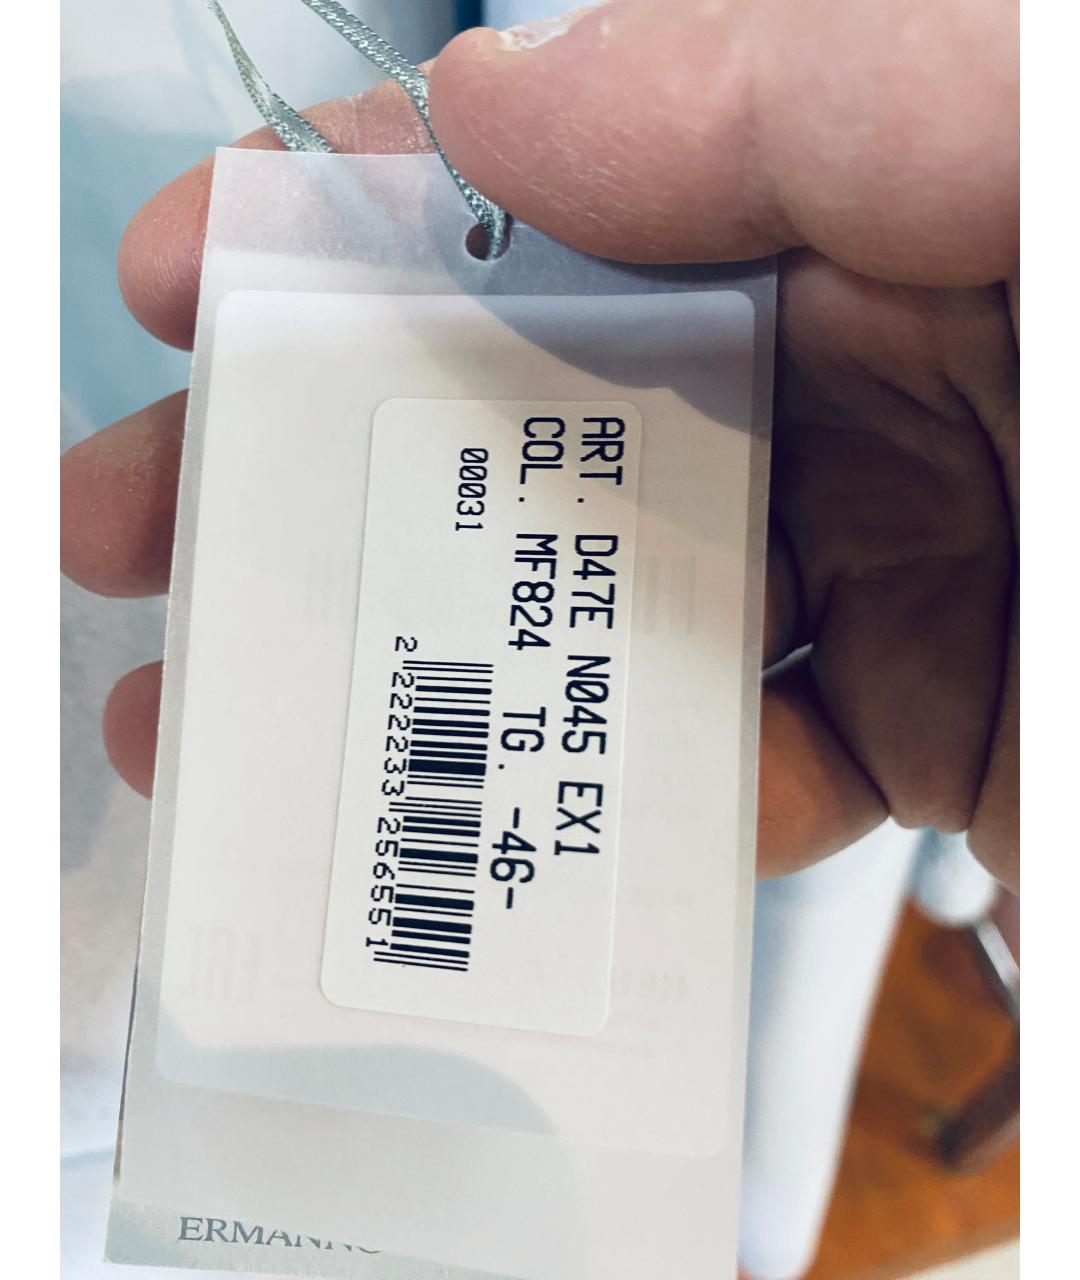 ART. D47E N045 EX1
COL. MF824 TG. -46-
00031
2 222233 256551
ERMANNO